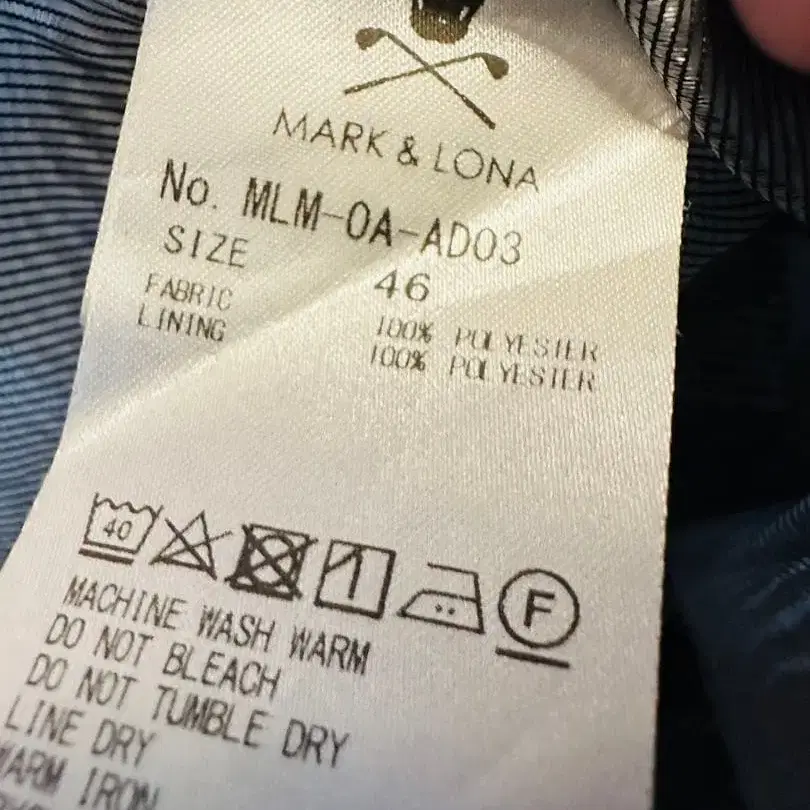 MARK & LONA
No. MLM-0A-AD03
SIZE 46
FABRIC 100% POLYESTER
LINING 100% POLYESTER
40 F
MACHINE WASH WARM
DO NOT BLEACH
DO NOT TUMBLE DRY
LINE DRY
WARM IRON